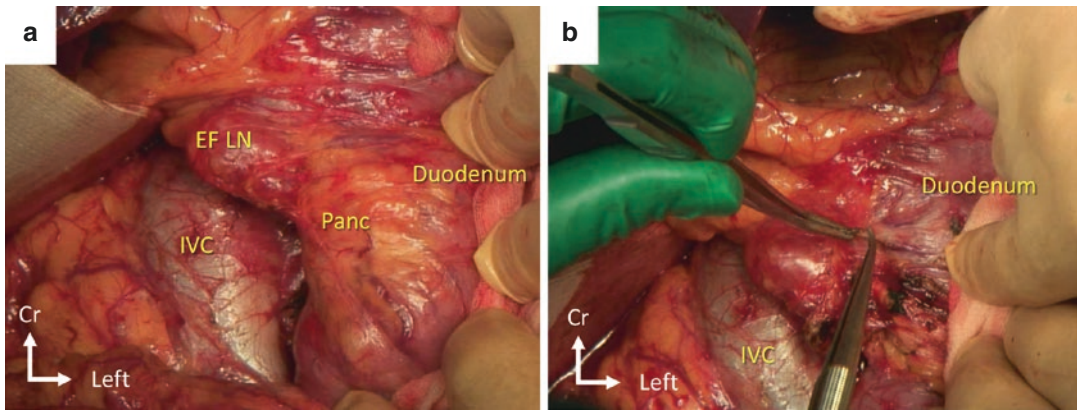 a
EF LN
Duodenum
Panc
IVC
Cr
Left
b
Duodenum
IVC
Cr
Left